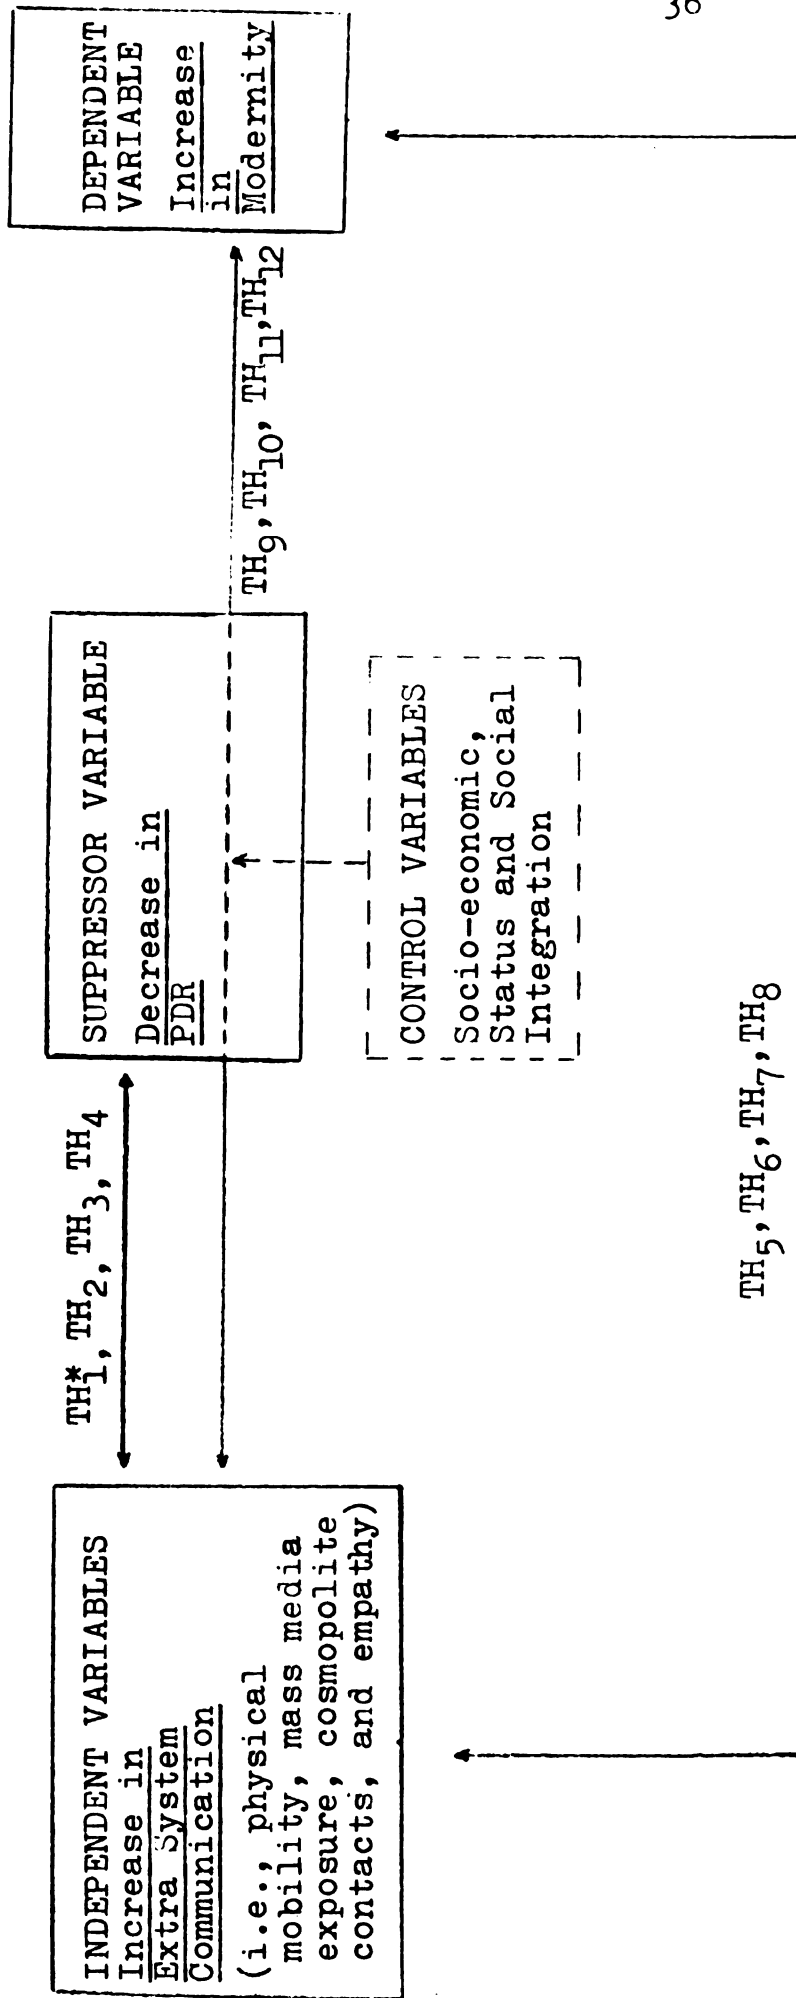 INDEPENDENT VARIABLES
Increase in
Extra System
Communication
(i.e., physical
mobility, mass media
exposure, cosmopolite
contacts, and empathy)
TH*1, TH2, TH3, TH4
SUPPRESSOR VARIABLE
Decrease in
PDR
CONTROL VARIABLES
Socio-economic,
Status and Social
Integration
TH9, TH10, TH11, TH12
DEPENDENT
VARIABLE
Increase
in
Modernity
TH5, TH6, TH7, TH8